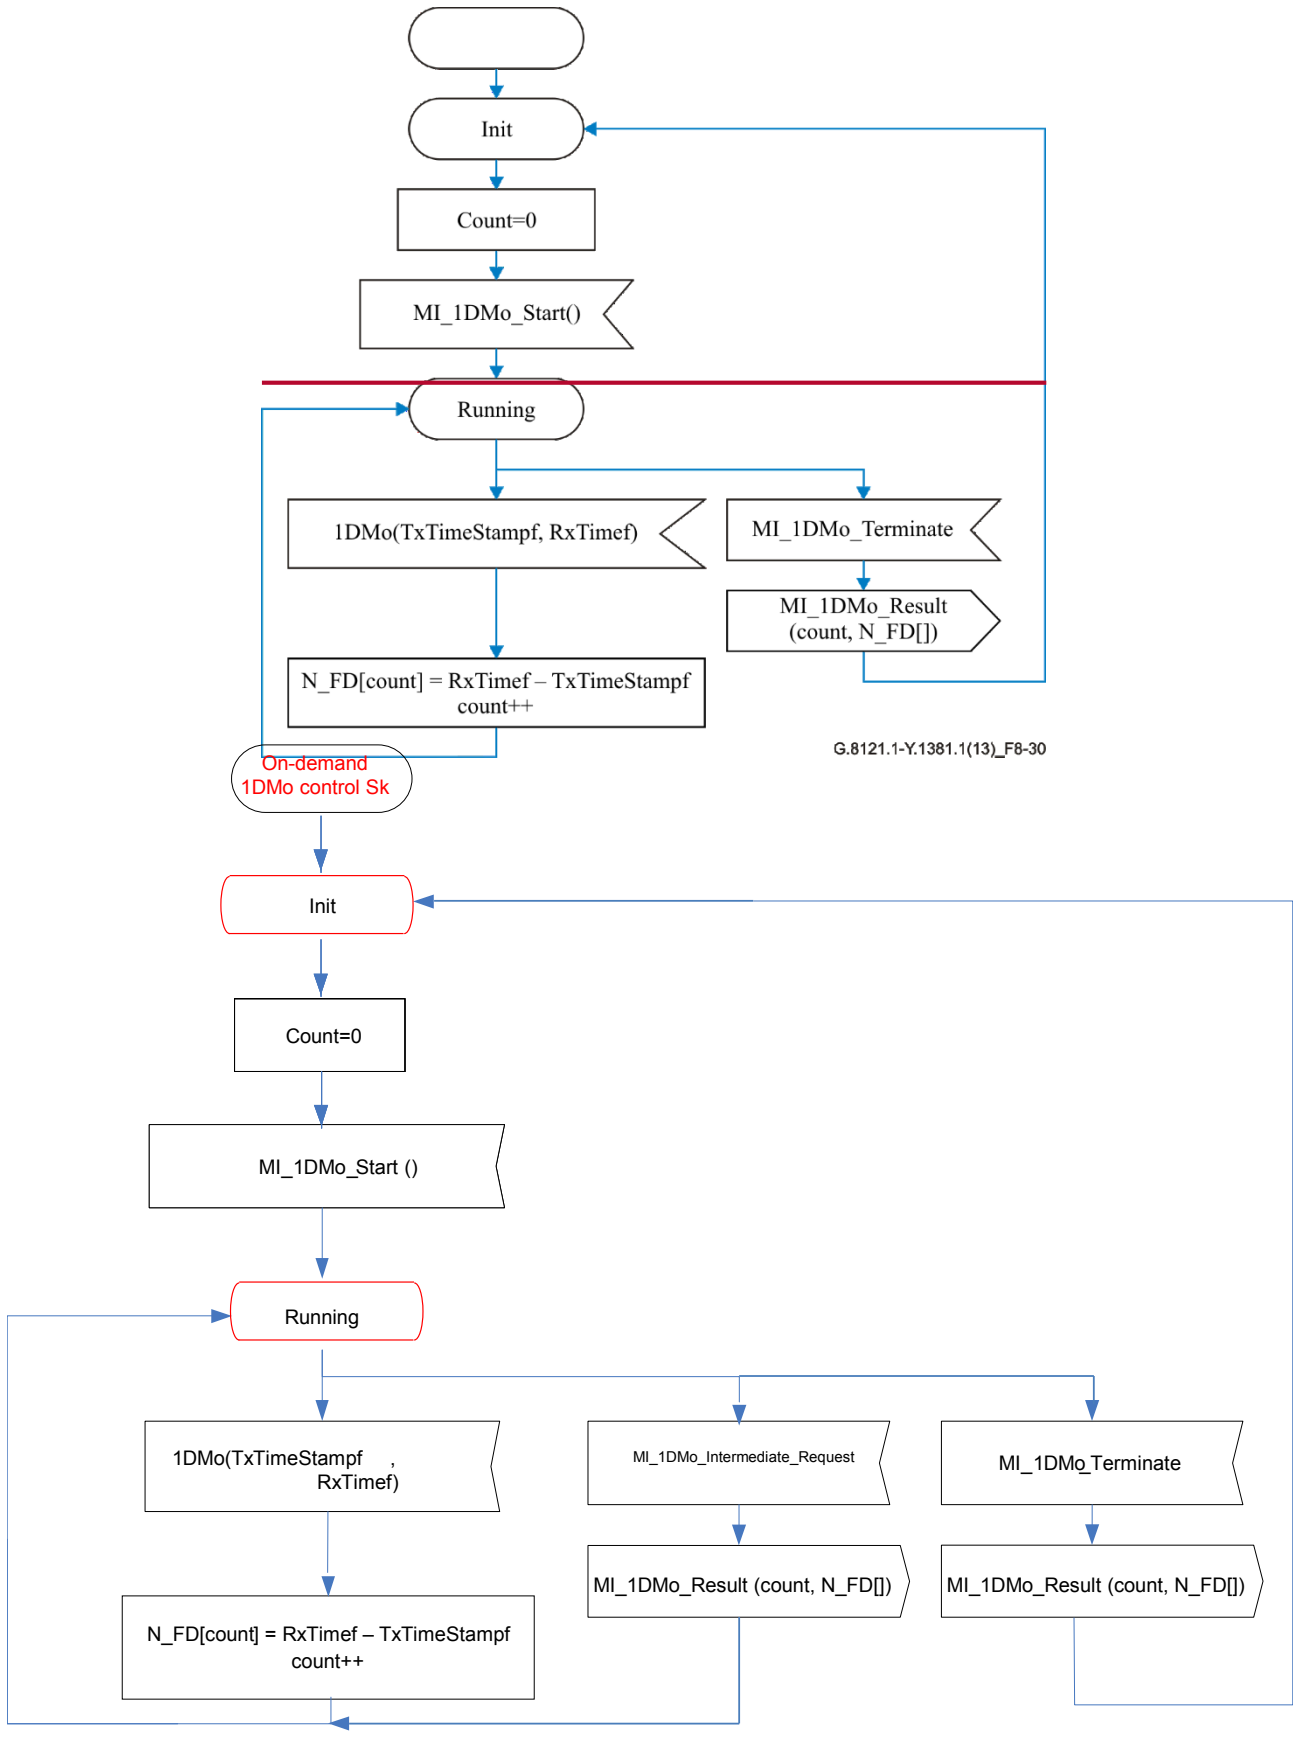 Init
Count=0
MI_1DMo_Start()
Running
1DMo(TxTimeStampf, RxTimef)
MI_1DMo_Terminate
MI_1DMo_Result
(count, N_FD[])
N_FD[count] = RxTimef – TxTimeStampf
count++
G.8121.1-Y.1381.1(13)_F8-30
On-demand
1DMo control Sk
Init
Count=0
MI_1DMo_Start ()
Running
1DMo(TxTimeStampf ,
RxTimef)
MI_1DMo_Intermediate_Request
MI_1DMo_Terminate
MI_1DMo_Result (count, N_FD[])
MI_1DMo_Result (count, N_FD[])
N_FD[count] = RxTimef – TxTimeStampf
count++